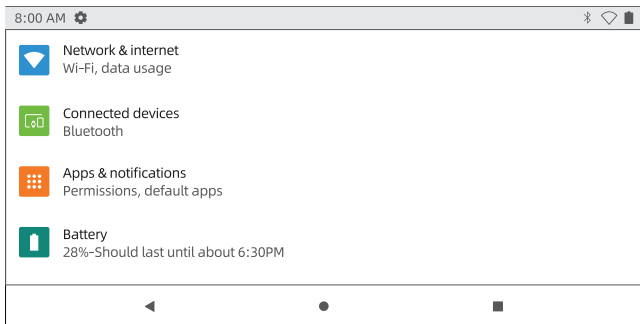 8:00 AM
Network & internet
Wi-Fi, data usage
Connected devices
Bluetooth
Apps & notifications
Permissions, default apps
Battery
28%-Should last until about 6:30PM